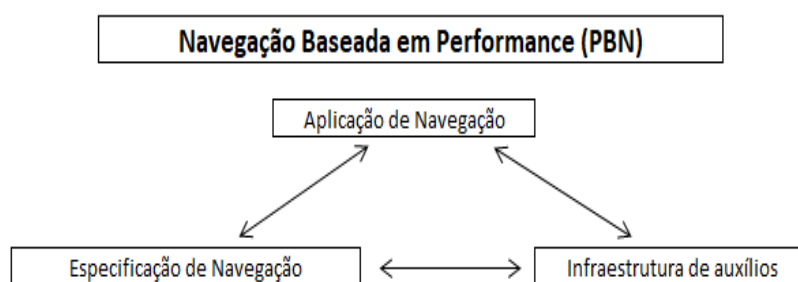 Navegação Baseada em Performance (PBN)
Aplicação de Navegação
Especificação de Navegação
Infraestrutura de auxílios